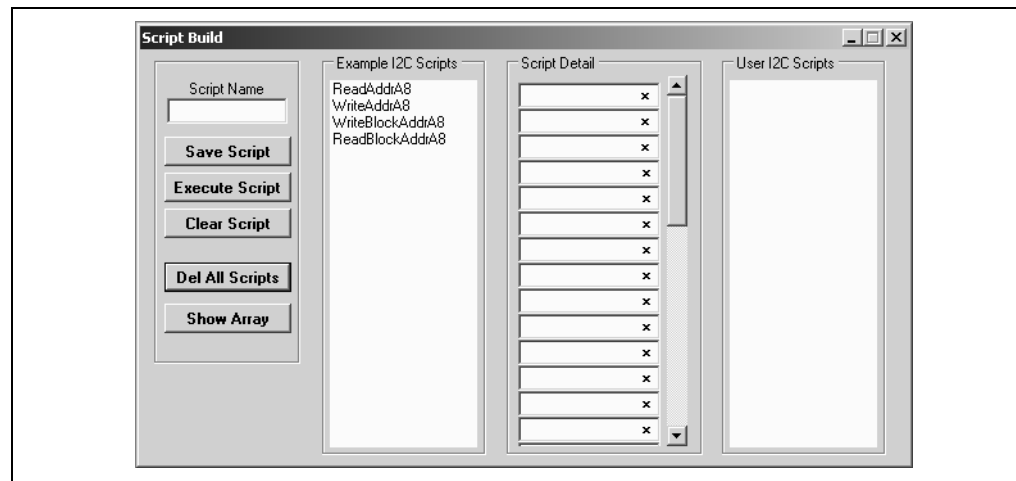 Script Build
Script Name
Save Script
Execute Script
Clear Script
Del All Scripts
Show Array
Example I2C Scripts
ReadAddrA8
WriteAddrA8
WriteBlockAddrA8
ReadBlockAddrA8
Script Detail
x
x
x
x
x
x
x
x
x
x
x
x
x
x
User I2C Scripts